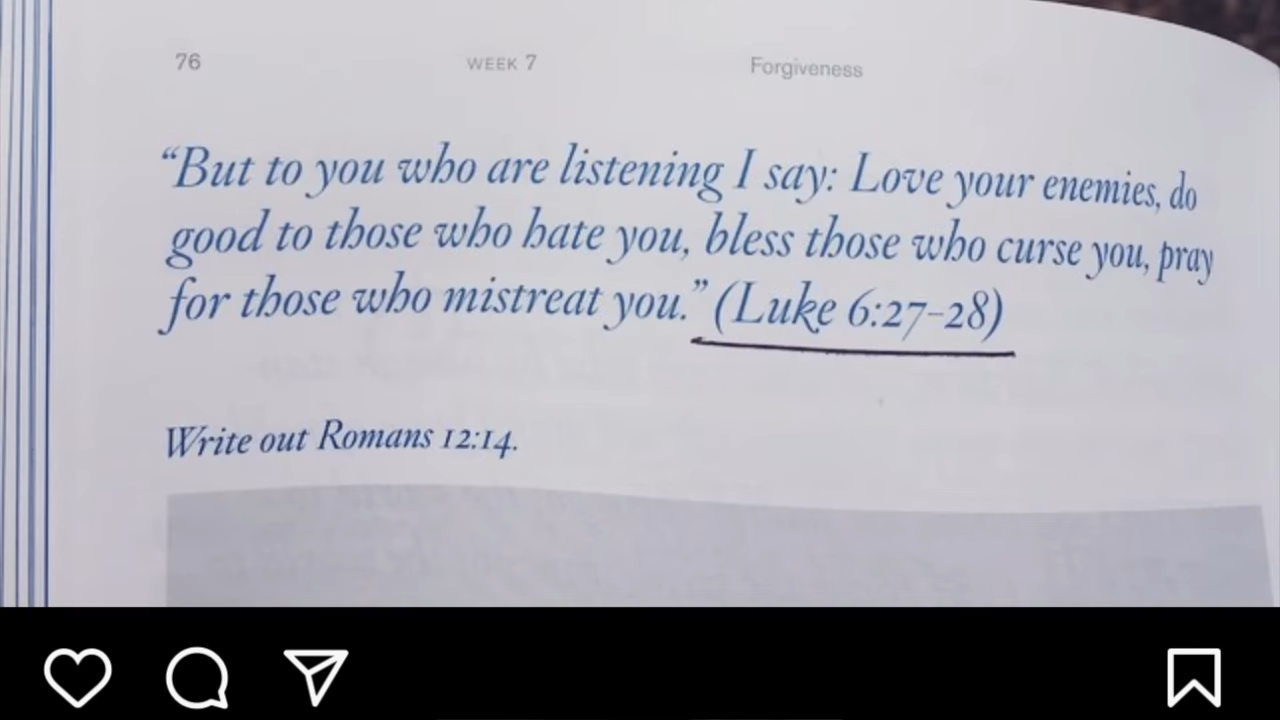 76 WEEK 7 Forgiveness
“But to you who are listening I say: Love your enemies, do
good to those who hate you, bless those who curse you, pray
for those who mistreat you.” (Luke 6:27–28)
Write out Romans 12:14.